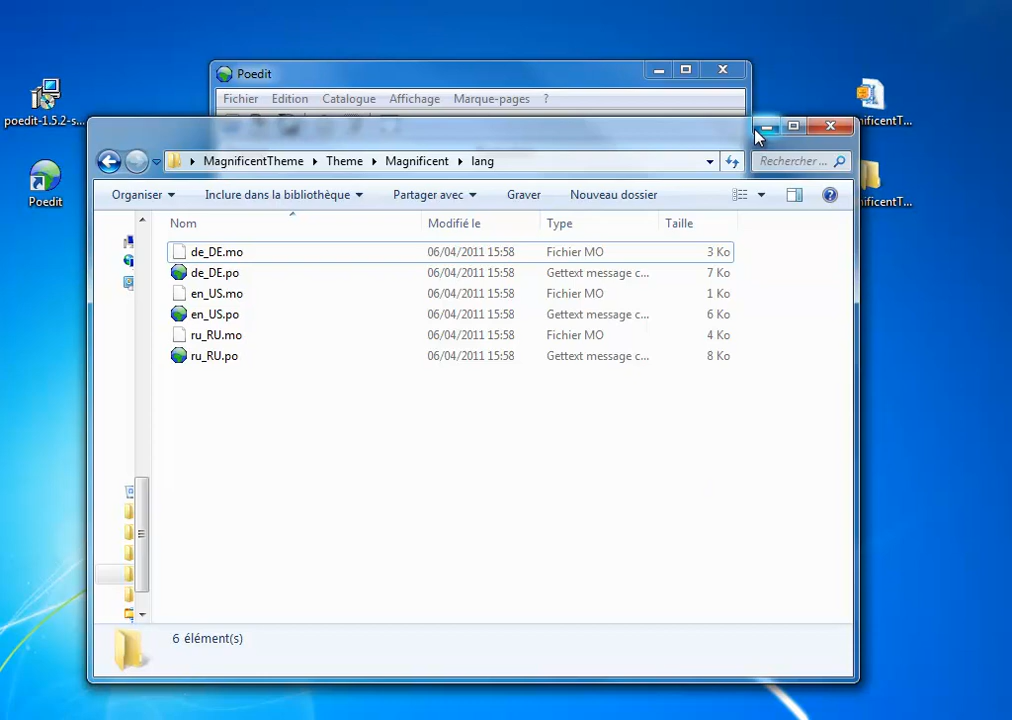 Poedit
Fichier Edition Catalogue Affichage Marque-pages ?
poedit-1.5.2-s...
Poedit
nificentT...
nificentT...
MagnificentTheme Theme Magnificent lang
Rechercher ...
Organiser Inclure dans la bibliothèque Partager avec Graver Nouveau dossier
Nom Modifié le Type Taille
de_DE.mo 06/04/2011 15:58 Fichier MO 3 Ko
de_DE.po 06/04/2011 15:58 Gettext message c... 7 Ko
en_US.mo 06/04/2011 15:58 Fichier MO 1 Ko
en_US.po 06/04/2011 15:58 Gettext message c... 6 Ko
ru_RU.mo 06/04/2011 15:58 Fichier MO 4 Ko
ru_RU.po 06/04/2011 15:58 Gettext message c... 8 Ko
6 élément(s)